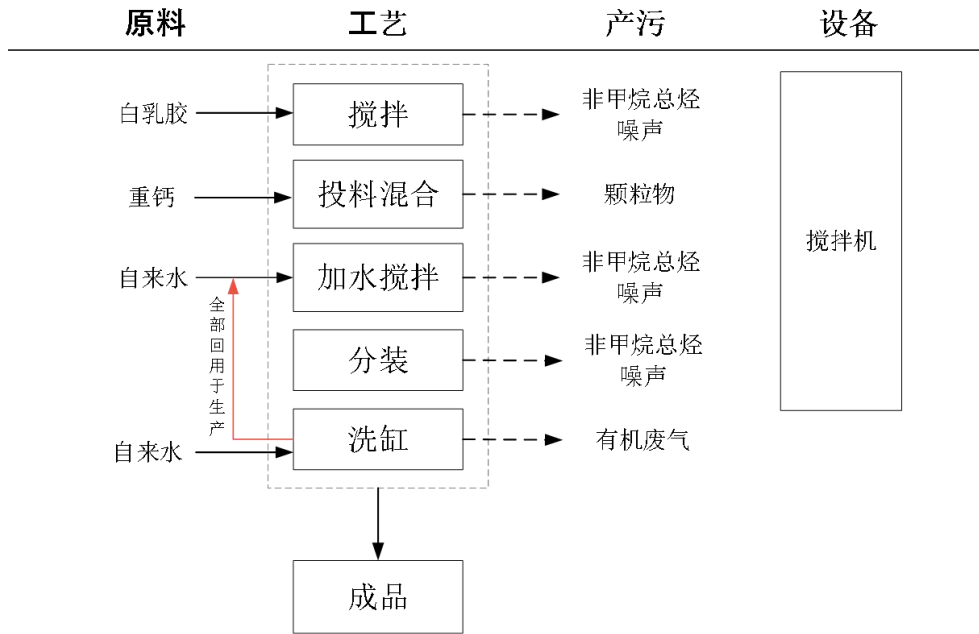 原料 工艺 产污 设备
白乳胶 搅拌 非甲烷总烃
噪声
重钙 投料混合 颗粒物
搅拌机
自来水 加水搅拌 非甲烷总烃
噪声
全部回用于生产
分装 非甲烷总烃
噪声
自来水 洗缸 有机废气
成品